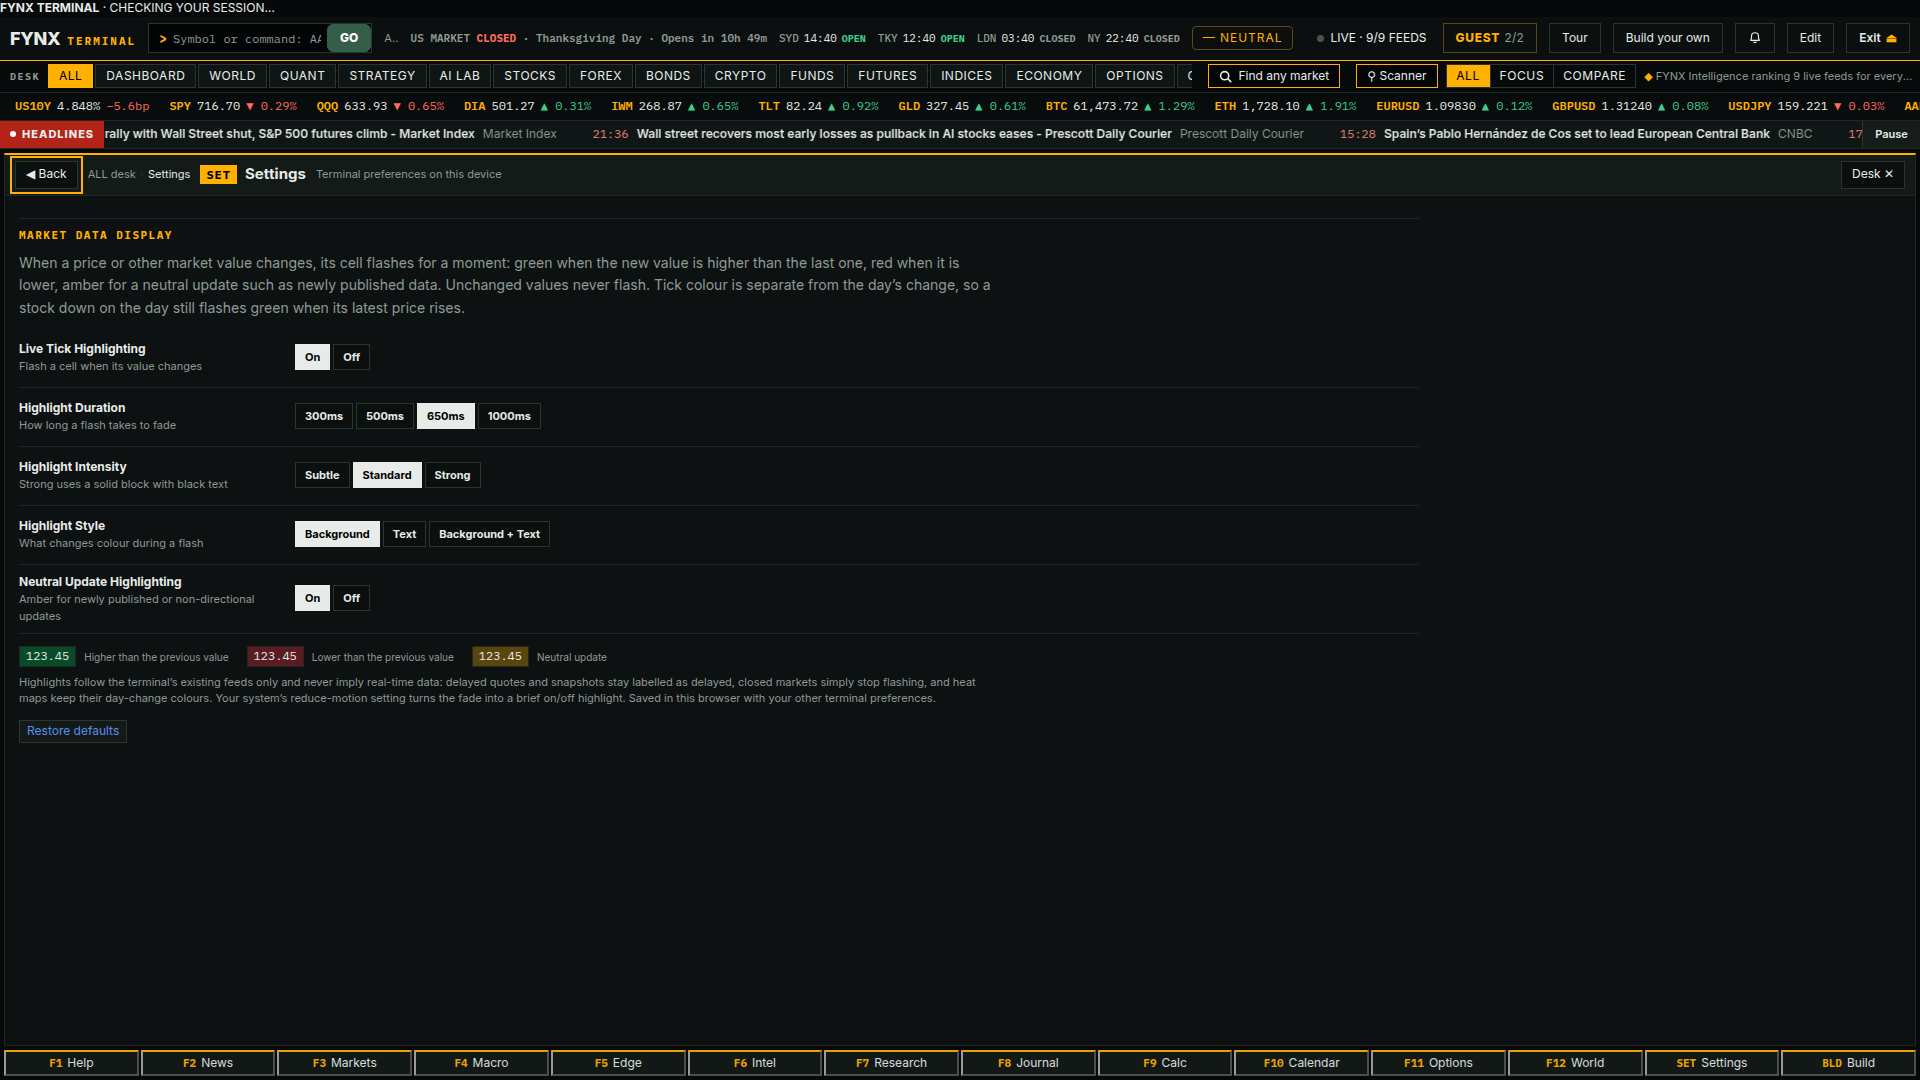 FYNX TERMINAL · CHECKING YOUR SESSION...
FYNX TERMINAL > Symbol or command: AA GO A.. US MARKET CLOSED · Thanksgiving Day · Opens in 10h 49m SYD 14:40 OPEN TKY 12:40 OPEN LDN 03:40 CLOSED NY 22:40 CLOSED — NEUTRAL LIVE · 9/9 FEEDS GUEST 2/2 Tour Build your own Edit Exit ⏏
DESK ALL DASHBOARD WORLD QUANT STRATEGY AI LAB STOCKS FOREX BONDS CRYPTO FUNDS FUTURES INDICES ECONOMY OPTIONS Find any market Scanner ALL FOCUS COMPARE ◆ FYNX Intelligence ranking 9 live feeds for every...
US10Y 4.848% −5.6bp SPY 716.70 ▼ 0.29% QQQ 633.93 ▼ 0.65% DIA 501.27 ▲ 0.31% IWM 268.87 ▲ 0.65% TLT 82.24 ▲ 0.92% GLD 327.45 ▲ 0.61% BTC 61,473.72 ▲ 1.29% ETH 1,728.10 ▲ 1.91% EURUSD 1.09830 ▲ 0.12% GBPUSD 1.31240 ▲ 0.08% USDJPY 159.221 ▼ 0.03% AA
● HEADLINES rally with Wall Street shut, S&P 500 futures climb - Market Index Market Index 21:36 Wall street recovers most early losses as pullback in AI stocks eases - Prescott Daily Courier Prescott Daily Courier 15:28 Spain’s Pablo Hernández de Cos set to lead European Central Bank CNBC 17 Pause
◀ Back ALL desk Settings SET Settings Terminal preferences on this device Desk ✕
MARKET DATA DISPLAY
When a price or other market value changes, its cell flashes for a moment: green when the new value is higher than the last one, red when it is
lower, amber for a neutral update such as newly published data. Unchanged values never flash. Tick colour is separate from the day’s change, so a
stock down on the day still flashes green when its latest price rises.
Live Tick Highlighting
Flash a cell when its value changes
On Off
Highlight Duration
How long a flash takes to fade
300ms 500ms 650ms 1000ms
Highlight Intensity
Strong uses a solid block with black text
Subtle Standard Strong
Highlight Style
What changes colour during a flash
Background Text Background + Text
Neutral Update Highlighting
Amber for newly published or non-directional
updates
On Off
123.45 Higher than the previous value 123.45 Lower than the previous value 123.45 Neutral update
Highlights follow the terminal’s existing feeds only and never imply real-time data: delayed quotes and snapshots stay labelled as delayed, closed markets simply stop flashing, and heat
maps keep their day-change colours. Your system’s reduce-motion setting turns the fade into a brief on/off highlight. Saved in this browser with your other terminal preferences.
Restore defaults
F1 Help F2 News F3 Markets F4 Macro F5 Edge F6 Intel F7 Research F8 Journal F9 Calc F10 Calendar F11 Options F12 World SET Settings BLD Build